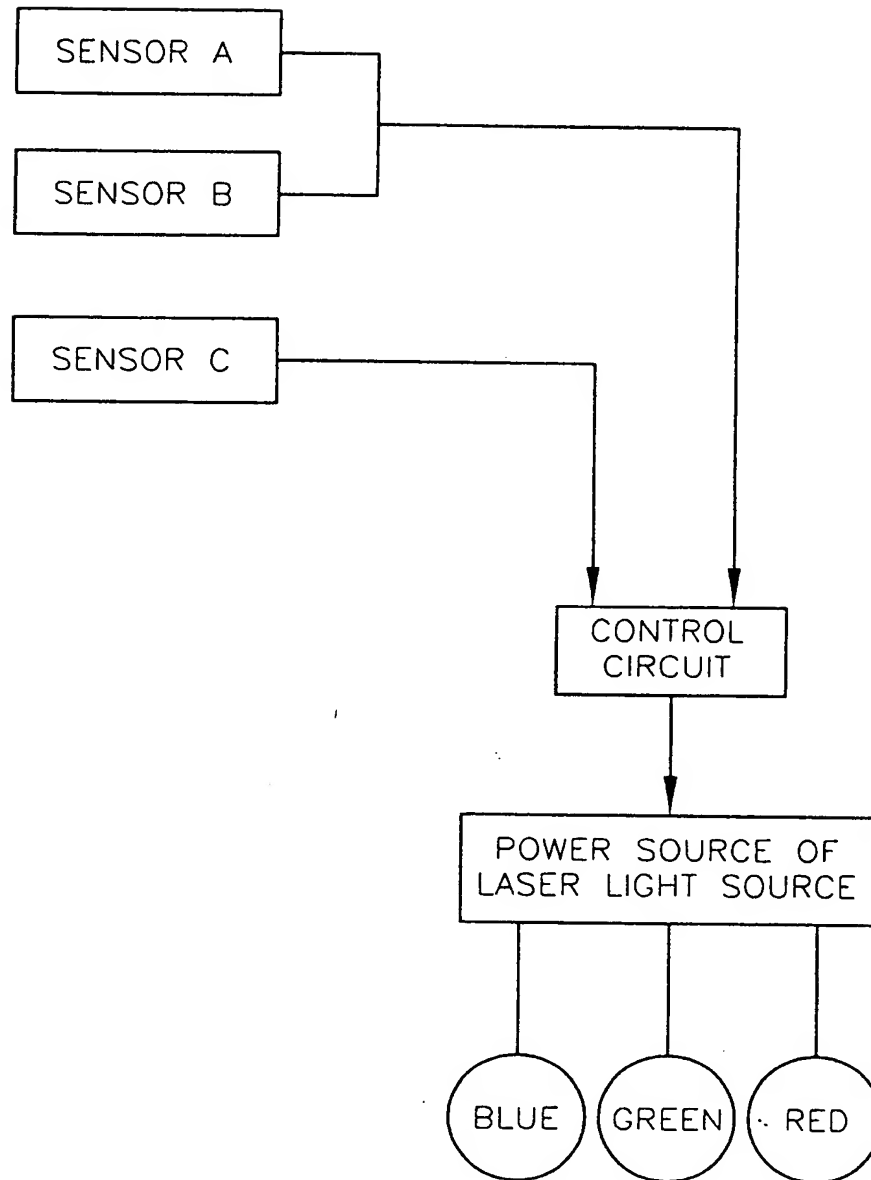 SENSOR A
SENSOR B
SENSOR C
CONTROL
CIRCUIT
POWER SOURCE OF
LASER LIGHT SOURCE
BLUE
GREEN
RED